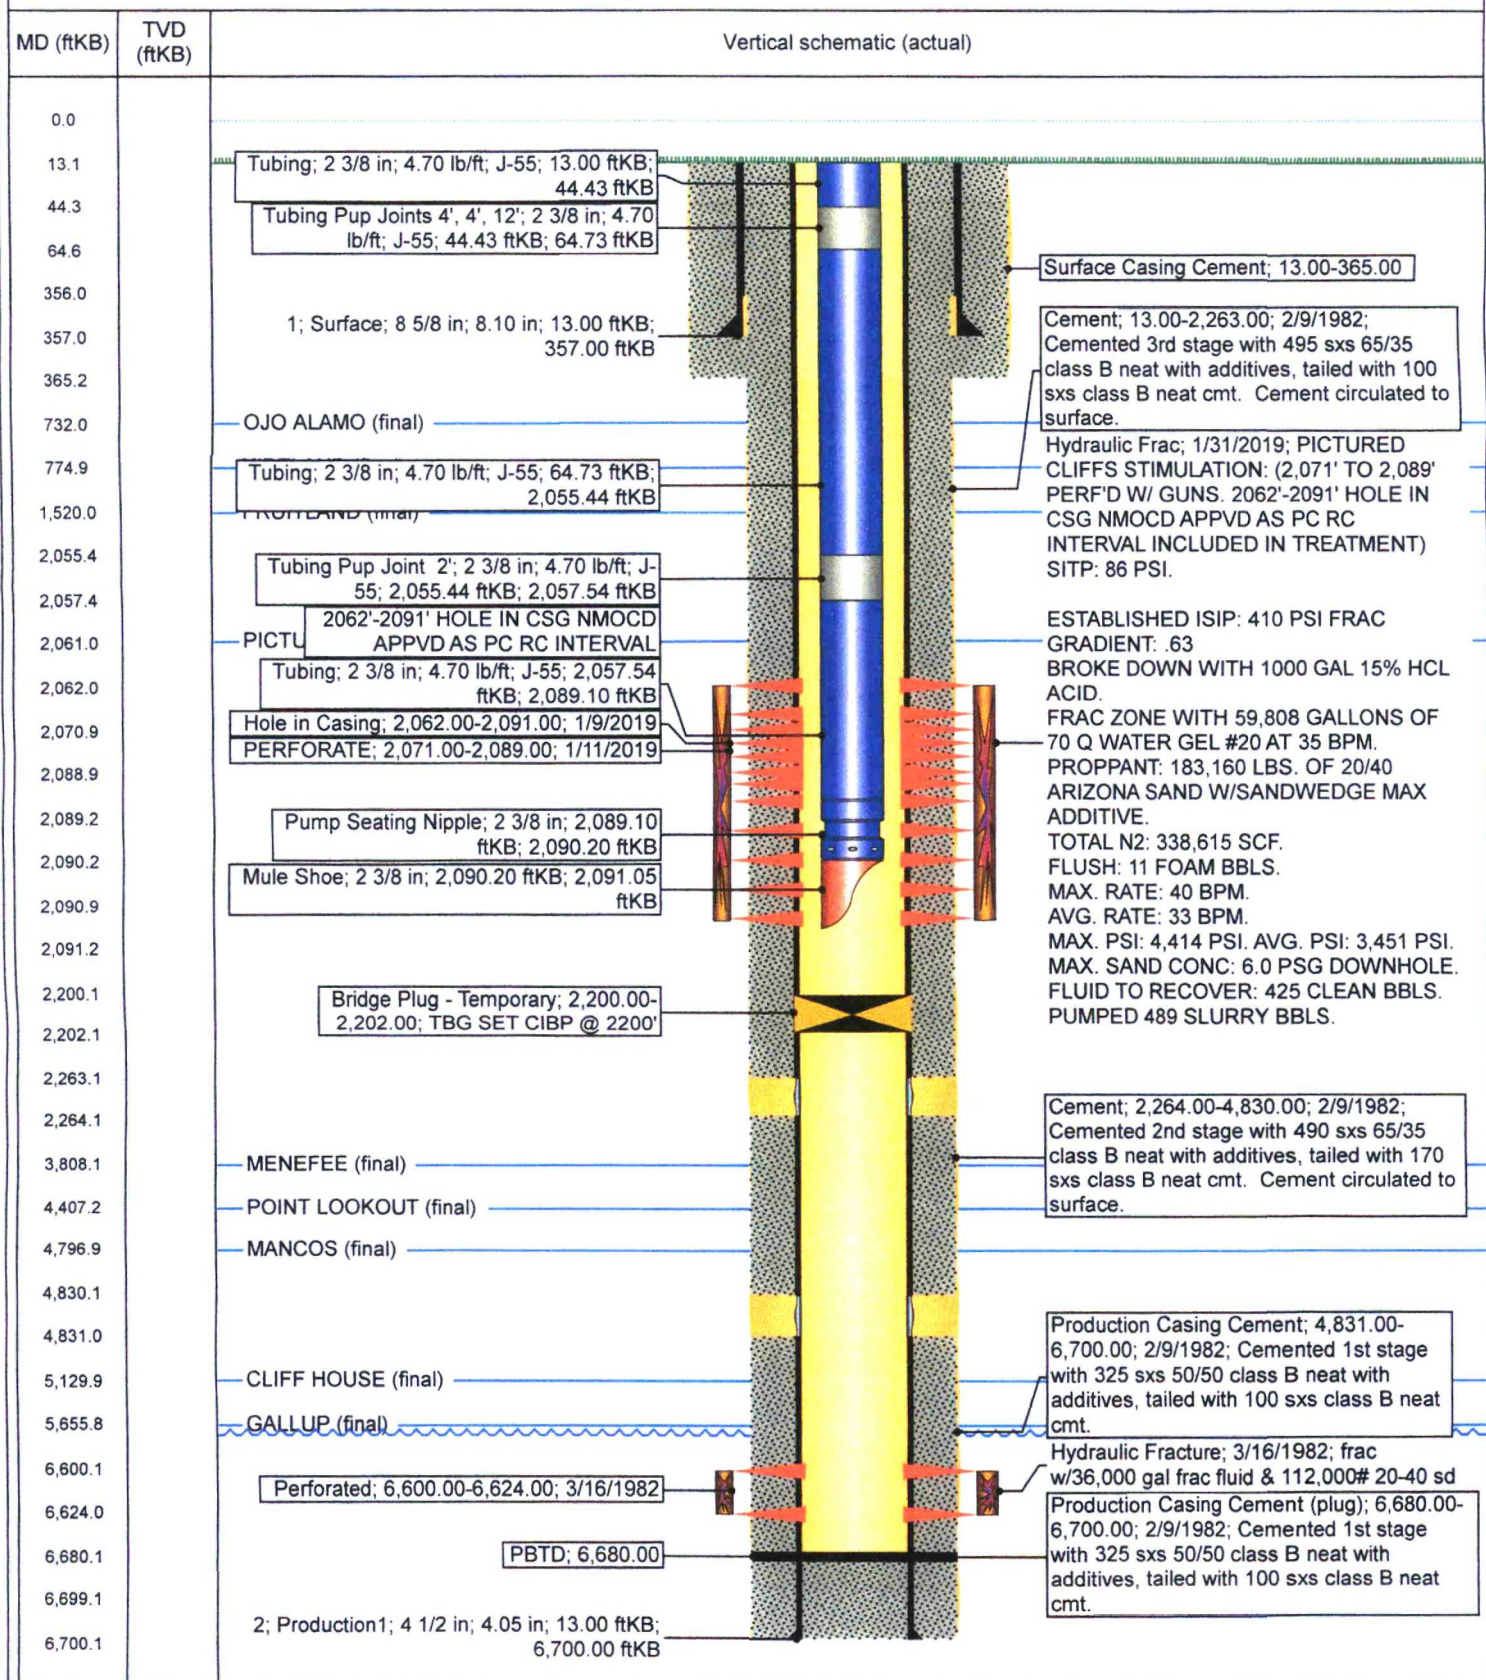 MD (ftKB)
TVD
(ftKB)
Vertical schematic (actual)
0.0
13.1
44.3
64.6
356.0
357.0
365.2
732.0
774.9
1,520.0
2,055.4
2,057.4
2,061.0
2,062.0
2,070.9
2,088.9
2,089.2
2,090.2
2,090.9
2,091.2
2,200.1
2,202.1
2,263.1
2,264.1
3,808.1
4,407.2
4,796.9
4,830.1
4,831.0
5,129.9
5,655.8
6,600.1
6,624.0
6,680.1
6,699.1
6,700.1
Tubing; 2 3/8 in; 4.70 lb/ft; J-55; 13.00 ftKB;
44.43 ftKB
Tubing Pup Joints 4', 4', 12'; 2 3/8 in; 4.70
lb/ft; J-55; 44.43 ftKB; 64.73 ftKB
1; Surface; 8 5/8 in; 8.10 in; 13.00 ftKB;
357.00 ftKB
OJO ALAMO (final)
Tubing; 2 3/8 in; 4.70 lb/ft; J-55; 64.73 ftKB;
2,055.44 ftKB
FRUITLAND (final)
Tubing Pup Joint 2'; 2 3/8 in; 4.70 lb/ft; J-
55; 2,055.44 ftKB; 2,057.54 ftKB
2062'-2091' HOLE IN CSG NMOCD
APPVD AS PC RC INTERVAL
PICTU
Tubing; 2 3/8 in; 4.70 lb/ft; J-55; 2,057.54
ftKB; 2,089.10 ftKB
Hole in Casing; 2,062.00-2,091.00; 1/9/2019
PERFORATE; 2,071.00-2,089.00; 1/11/2019
Pump Seating Nipple; 2 3/8 in; 2,089.10
ftKB; 2,090.20 ftKB
Mule Shoe; 2 3/8 in; 2,090.20 ftKB; 2,091.05
ftKB
Bridge Plug - Temporary; 2,200.00-
2,202.00; TBG SET CIBP @ 2200'
MENEFEE (final)
POINT LOOKOUT (final)
MANCOS (final)
CLIFF HOUSE (final)
GALLUP (final)
Perforated; 6,600.00-6,624.00; 3/16/1982
PBTD; 6,680.00
2; Production1; 4 1/2 in; 4.05 in; 13.00 ftKB;
6,700.00 ftKB
Surface Casing Cement; 13.00-365.00
Cement; 13.00-2,263.00; 2/9/1982;
Cemented 3rd stage with 495 sxs 65/35
class B neat with additives, tailed with 100
sxs class B neat cmt. Cement circulated to
surface.
Hydraulic Frac; 1/31/2019; PICTURED
CLIFFS STIMULATION: (2,071' TO 2,089'
PERF'D W/ GUNS. 2062'-2091' HOLE IN
CSG NMOCD APPVD AS PC RC
INTERVAL INCLUDED IN TREATMENT)
SITP: 86 PSI.
ESTABLISHED ISIP: 410 PSI FRAC
GRADIENT: .63
BROKE DOWN WITH 1000 GAL 15% HCL
ACID.
FRAC ZONE WITH 59,808 GALLONS OF
70 Q WATER GEL #20 AT 35 BPM.
PROPPANT: 183,160 LBS. OF 20/40
ARIZONA SAND W/SANDWEDGE MAX
ADDITIVE.
TOTAL N2: 338,615 SCF.
FLUSH: 11 FOAM BBLS.
MAX. RATE: 40 BPM.
AVG. RATE: 33 BPM.
MAX. PSI: 4,414 PSI. AVG. PSI: 3,451 PSI.
MAX. SAND CONC: 6.0 PSG DOWNHOLE.
FLUID TO RECOVER: 425 CLEAN BBLS.
PUMPED 489 SLURRY BBLS.
Cement; 2,264.00-4,830.00; 2/9/1982;
Cemented 2nd stage with 490 sxs 65/35
class B neat with additives, tailed with 170
sxs class B neat cmt. Cement circulated to
surface.
Production Casing Cement; 4,831.00-
6,700.00; 2/9/1982; Cemented 1st stage
with 325 sxs 50/50 class B neat with
additives, tailed with 100 sxs class B neat
cmt.
Hydraulic Fracture; 3/16/1982; frac
w/36,000 gal frac fluid & 112,000# 20-40 sd
Production Casing Cement (plug); 6,680.00-
6,700.00; 2/9/1982; Cemented 1st stage
with 325 sxs 50/50 class B neat with
additives, tailed with 100 sxs class B neat
cmt.